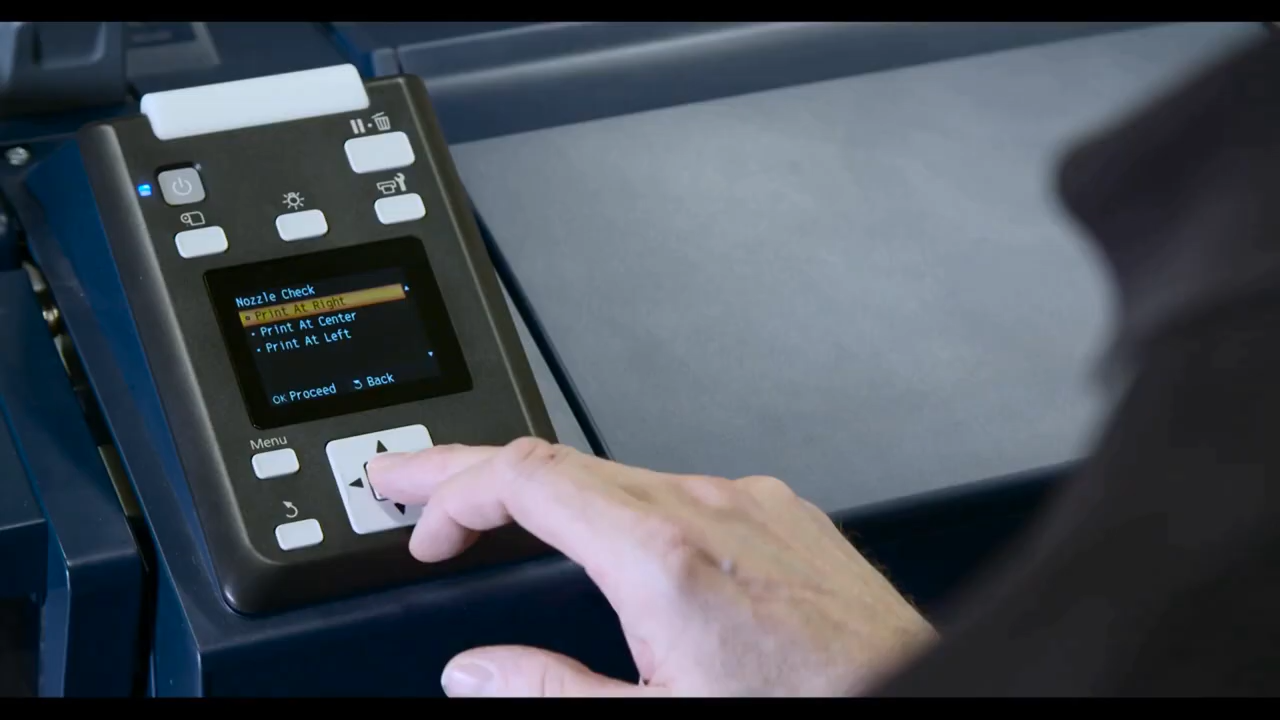 Nozzle Check
Print At Right
Print At Center
Print At Left
OK Proceed Back
Menu